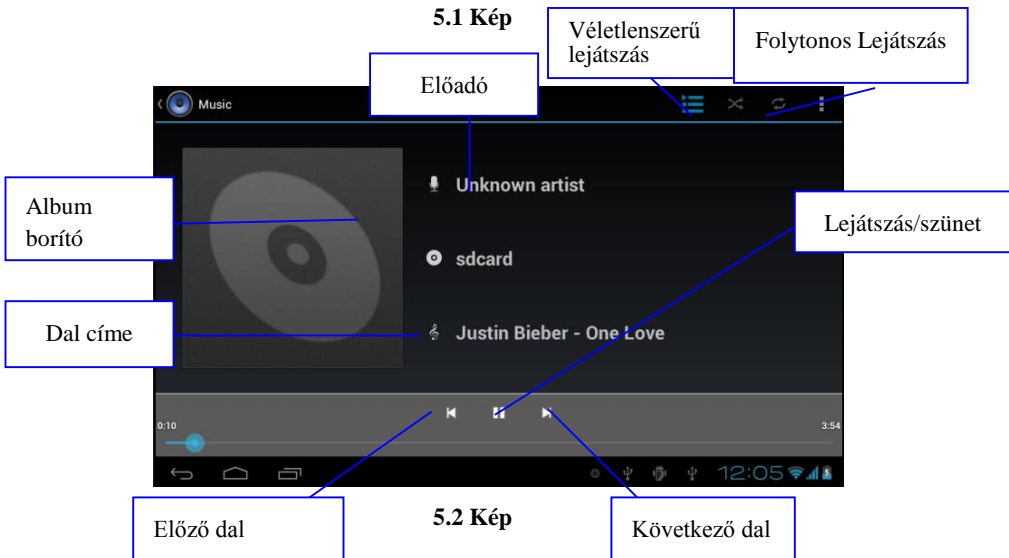 5.1 Kép
Véletlenszerű
lejátszás
Folytonos Lejátszás
Előadó
Music
Unknown artist
Album
borító
Lejátszás/szünet
sdcard
Dal címe
Justin Bieber - One Love
0:10
3:54
12:05
Előző dal
5.2 Kép
Következő dal